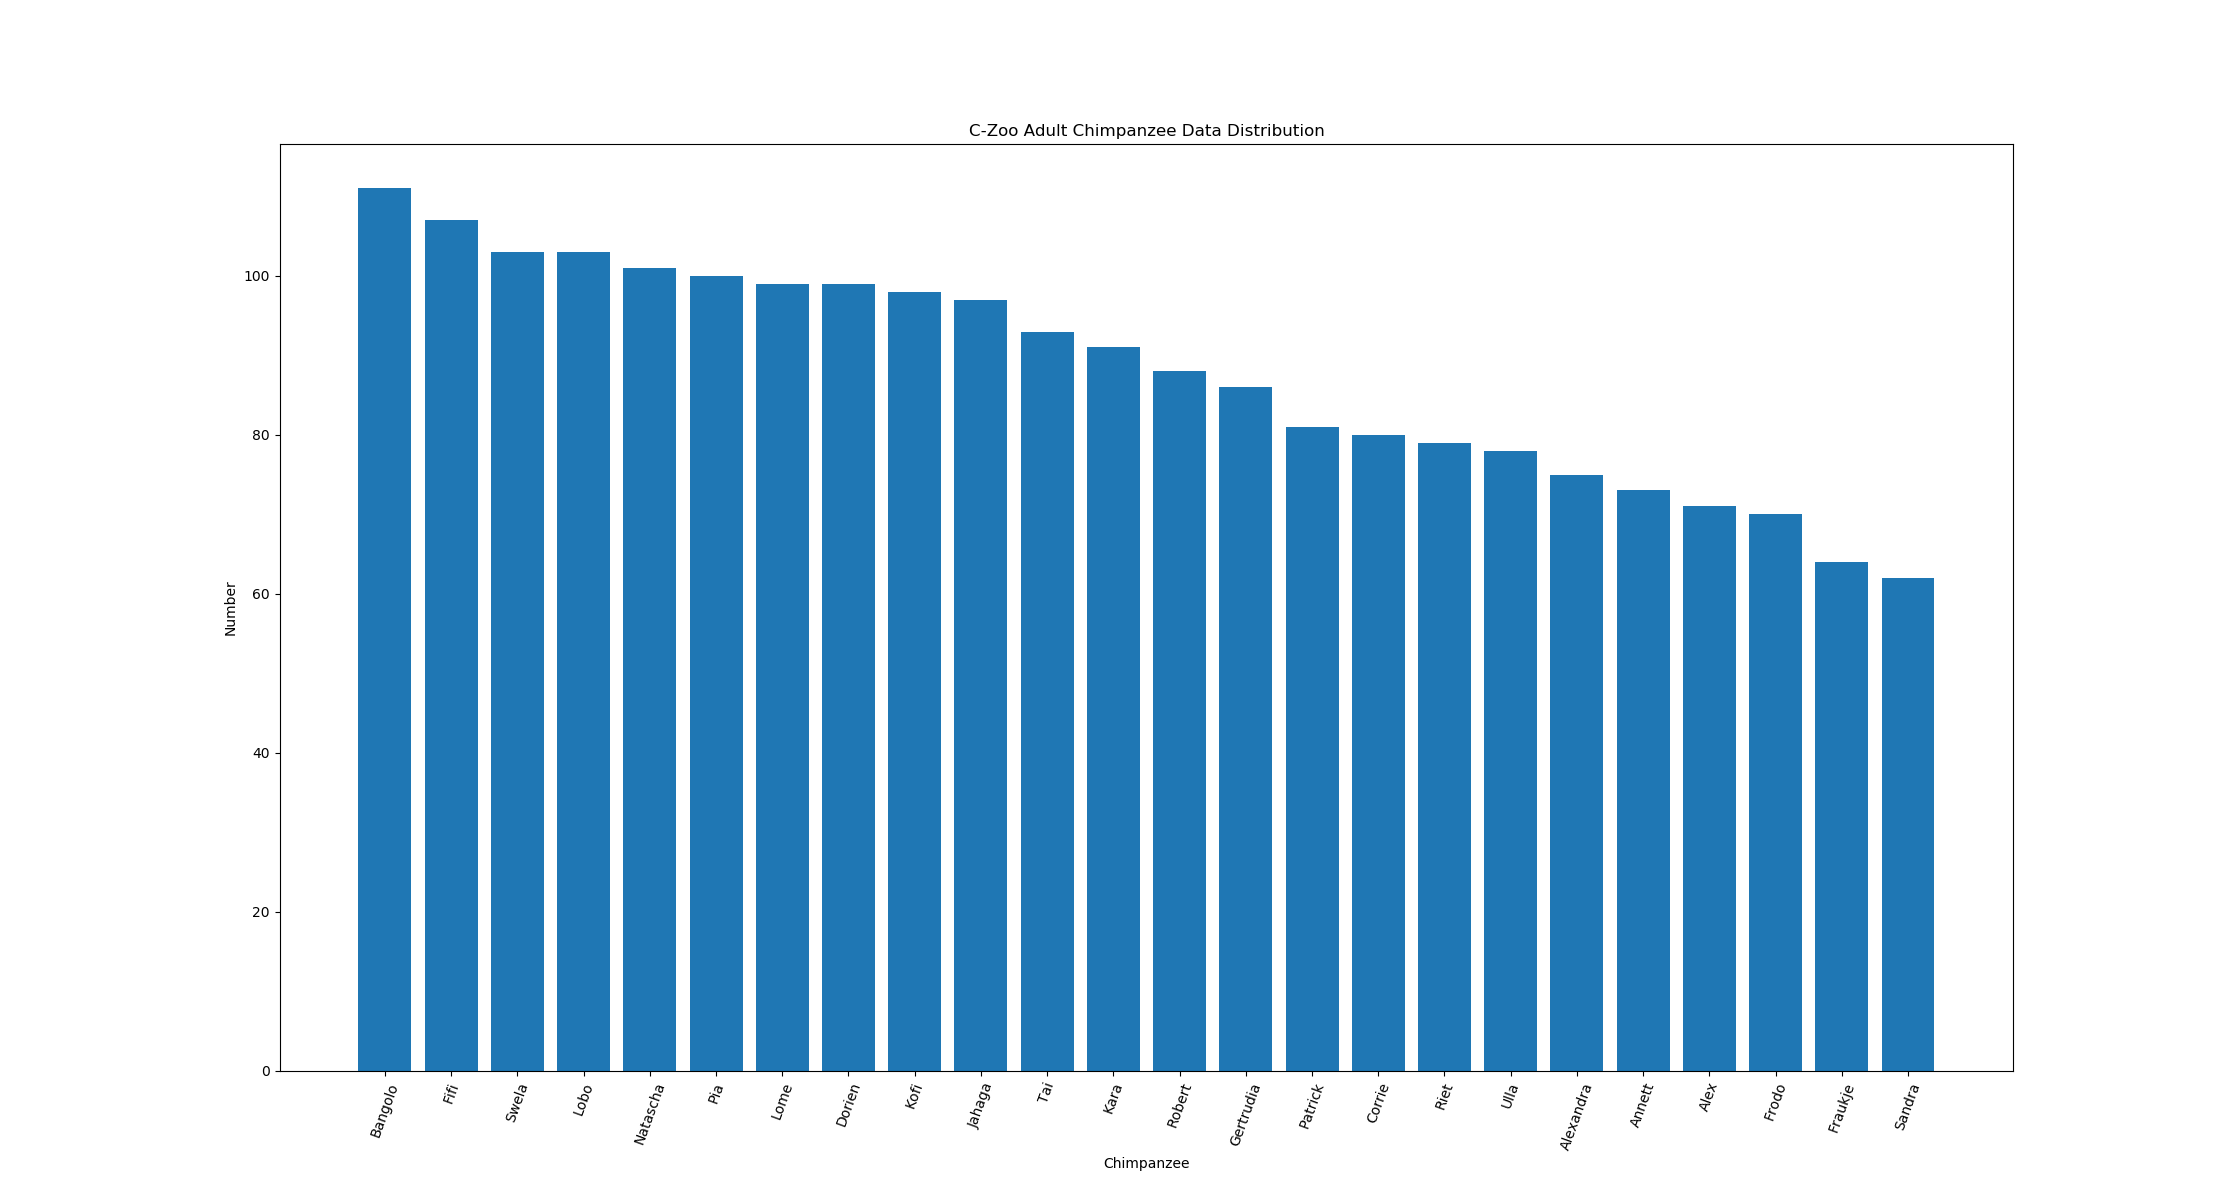 C-Zoo Adult Chimpanzee Data Distribution
100
80
60
40
20
0
Number
Bangolo
Fifi
Swela
Lobo
Natascha
Pia
Lome
Dorien
Kofi
Jahaga
Tai
Kara
Robert
Gertrudia
Patrick
Corrie
Riet
Ulla
Alexandra
Annett
Alex
Frodo
Fraukje
Sandra
Chimpanzee